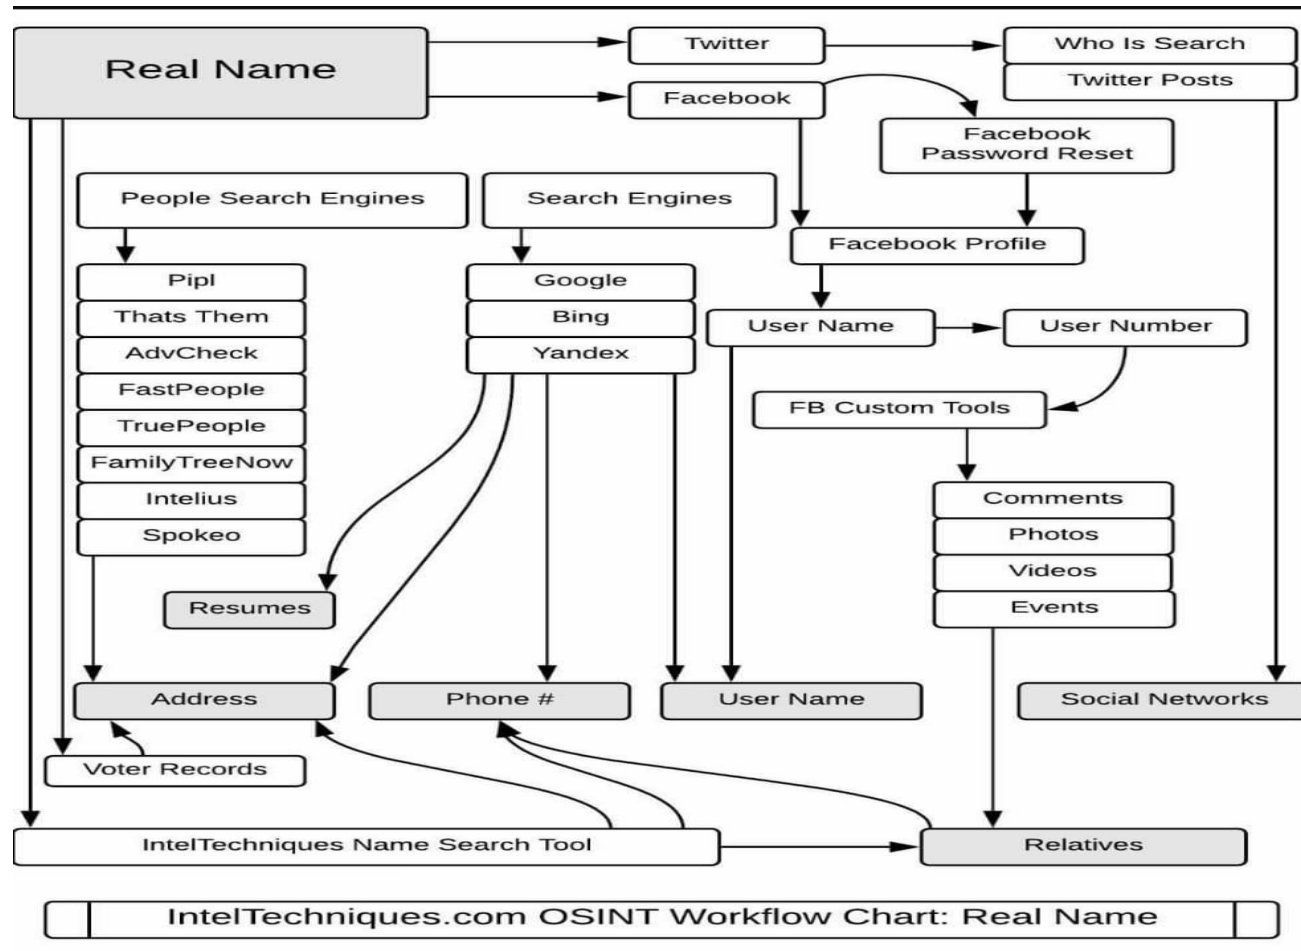 Real Name
Twitter
Who Is Search
Twitter Posts
Facebook
Facebook
Password Reset
People Search Engines
Search Engines
Facebook Profile
Pipl
Thats Them
AdvCheck
FastPeople
TruePeople
FamilyTreeNow
Intelius
Spokeo
Google
Bing
Yandex
User Name
User Number
FB Custom Tools
Comments
Photos
Videos
Events
Resumes
Address
Phone #
User Name
Social Networks
Voter Records
IntelTechniques Name Search Tool
Relatives
IntelTechniques.com OSINT Workflow Chart: Real Name